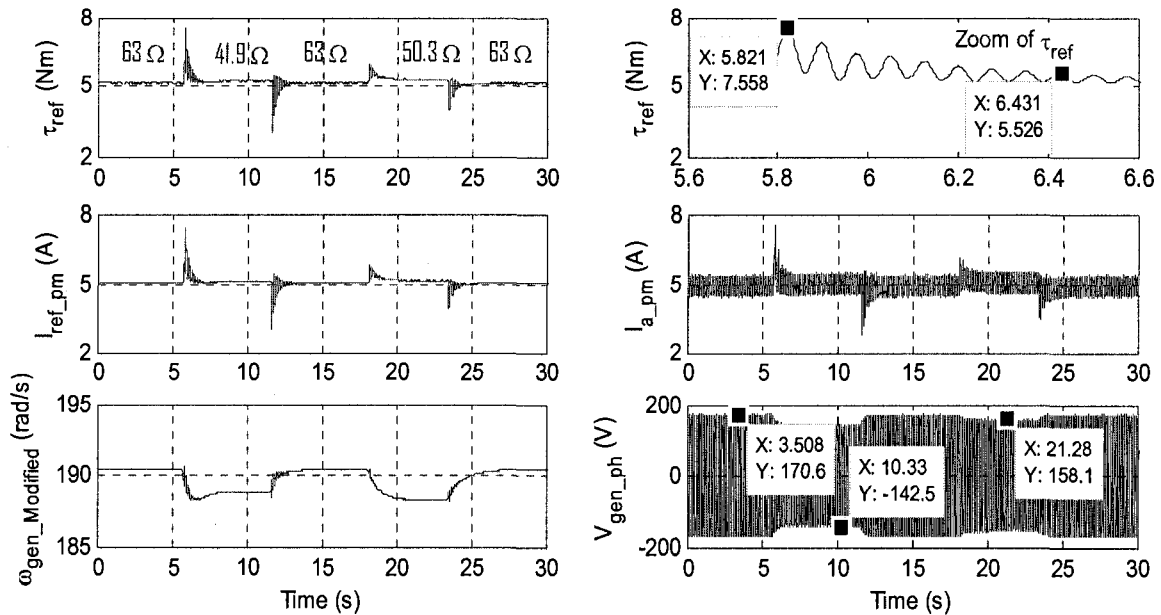 8
5
2
τref (Nm)
63 Ω
41.9 Ω
63 Ω
50.3 Ω
63 Ω
0
5
10
15
20
25
30
8
5
2
τref (Nm)
Zoom of τref
X: 5.821
Y: 7.558
X: 6.431
Y: 5.526
5.6
5.8
6
6.2
6.4
6.6
8
5
2
Iref_pm (A)
0
5
10
15
20
25
30
8
5
2
Ia_pm (A)
0
5
10
15
20
25
30
195
190
185
ωgen_Modified (rad/s)
0
5
10
15
20
25
30
Time (s)
200
0
-200
Vgen_ph (V)
X: 3.508
Y: 170.6
X: 10.33
Y: -142.5
X: 21.28
Y: 158.1
0
5
10
15
20
25
30
Time (s)